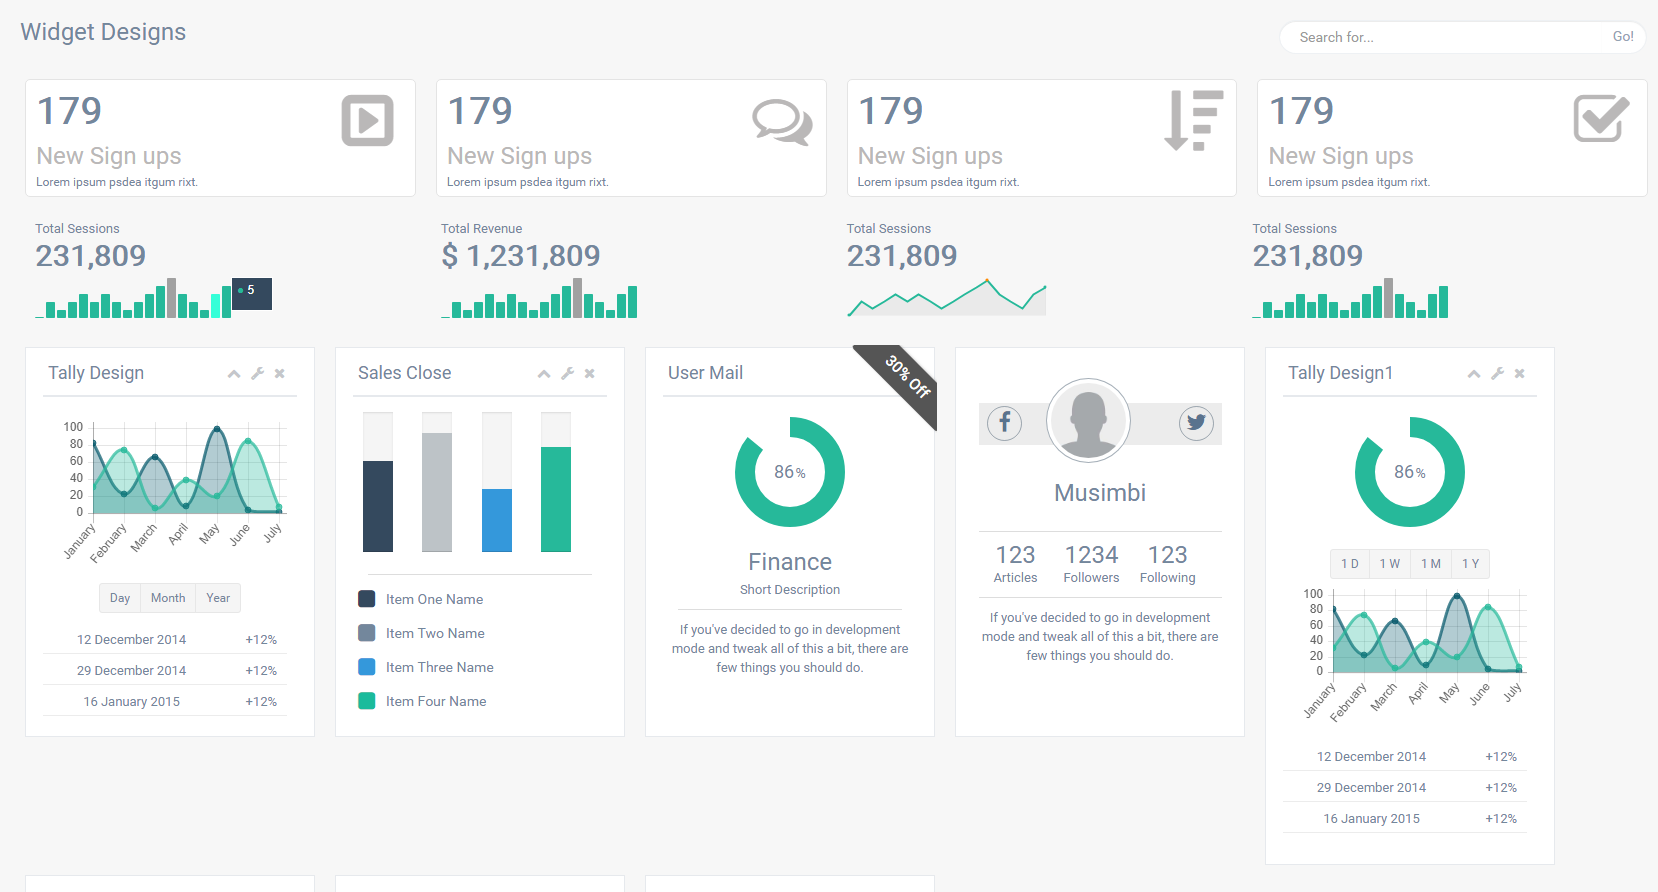 Widget Designs
Search for...
Go!
179
New Sign ups
Lorem ipsum psdea itgum rixt.
179
New Sign ups
Lorem ipsum psdea itgum rixt.
179
New Sign ups
Lorem ipsum psdea itgum rixt.
179
New Sign ups
Lorem ipsum psdea itgum rixt.
Total Sessions
231,809
5
Total Revenue
$ 1,231,809
Total Sessions
231,809
Total Sessions
231,809
Tally Design
100
80
60
40
20
0
January
February
March
April
May
June
July
Day
Month
Year
12 December 2014 +12%
29 December 2014 +12%
16 January 2015 +12%
Sales Close
Item One Name
Item Two Name
Item Three Name
Item Four Name
User Mail
30% Off
86%
Finance
Short Description
If you've decided to go in development
mode and tweak all of this a bit, there are
few things you should do.
Musimbi
123
Articles
1234
Followers
123
Following
If you've decided to go in development
mode and tweak all of this a bit, there are
few things you should do.
Tally Design1
86%
1 D
1 W
1 M
1 Y
100
80
60
40
20
0
January
February
March
April
May
June
July
12 December 2014 +12%
29 December 2014 +12%
16 January 2015 +12%